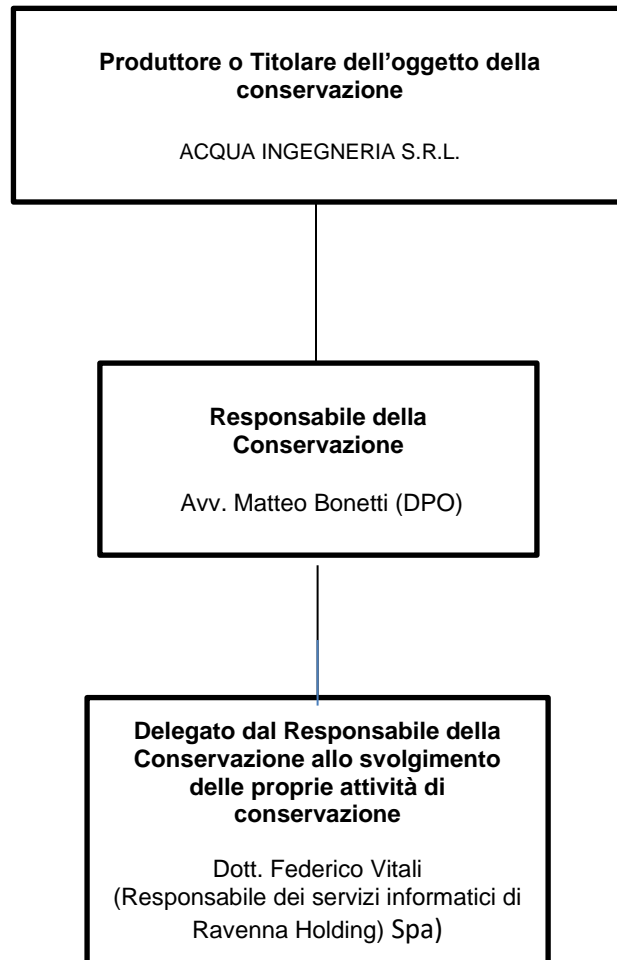 Produttore o Titolare dell’oggetto della
conservazione
ACQUA INGEGNERIA S.R.L.
Responsabile della
Conservazione
Avv. Matteo Bonetti (DPO)
Delegato dal Responsabile della
Conservazione allo svolgimento
delle proprie attività di
conservazione
Dott. Federico Vitali
(Responsabile dei servizi informatici di
Ravenna Holding) Spa)